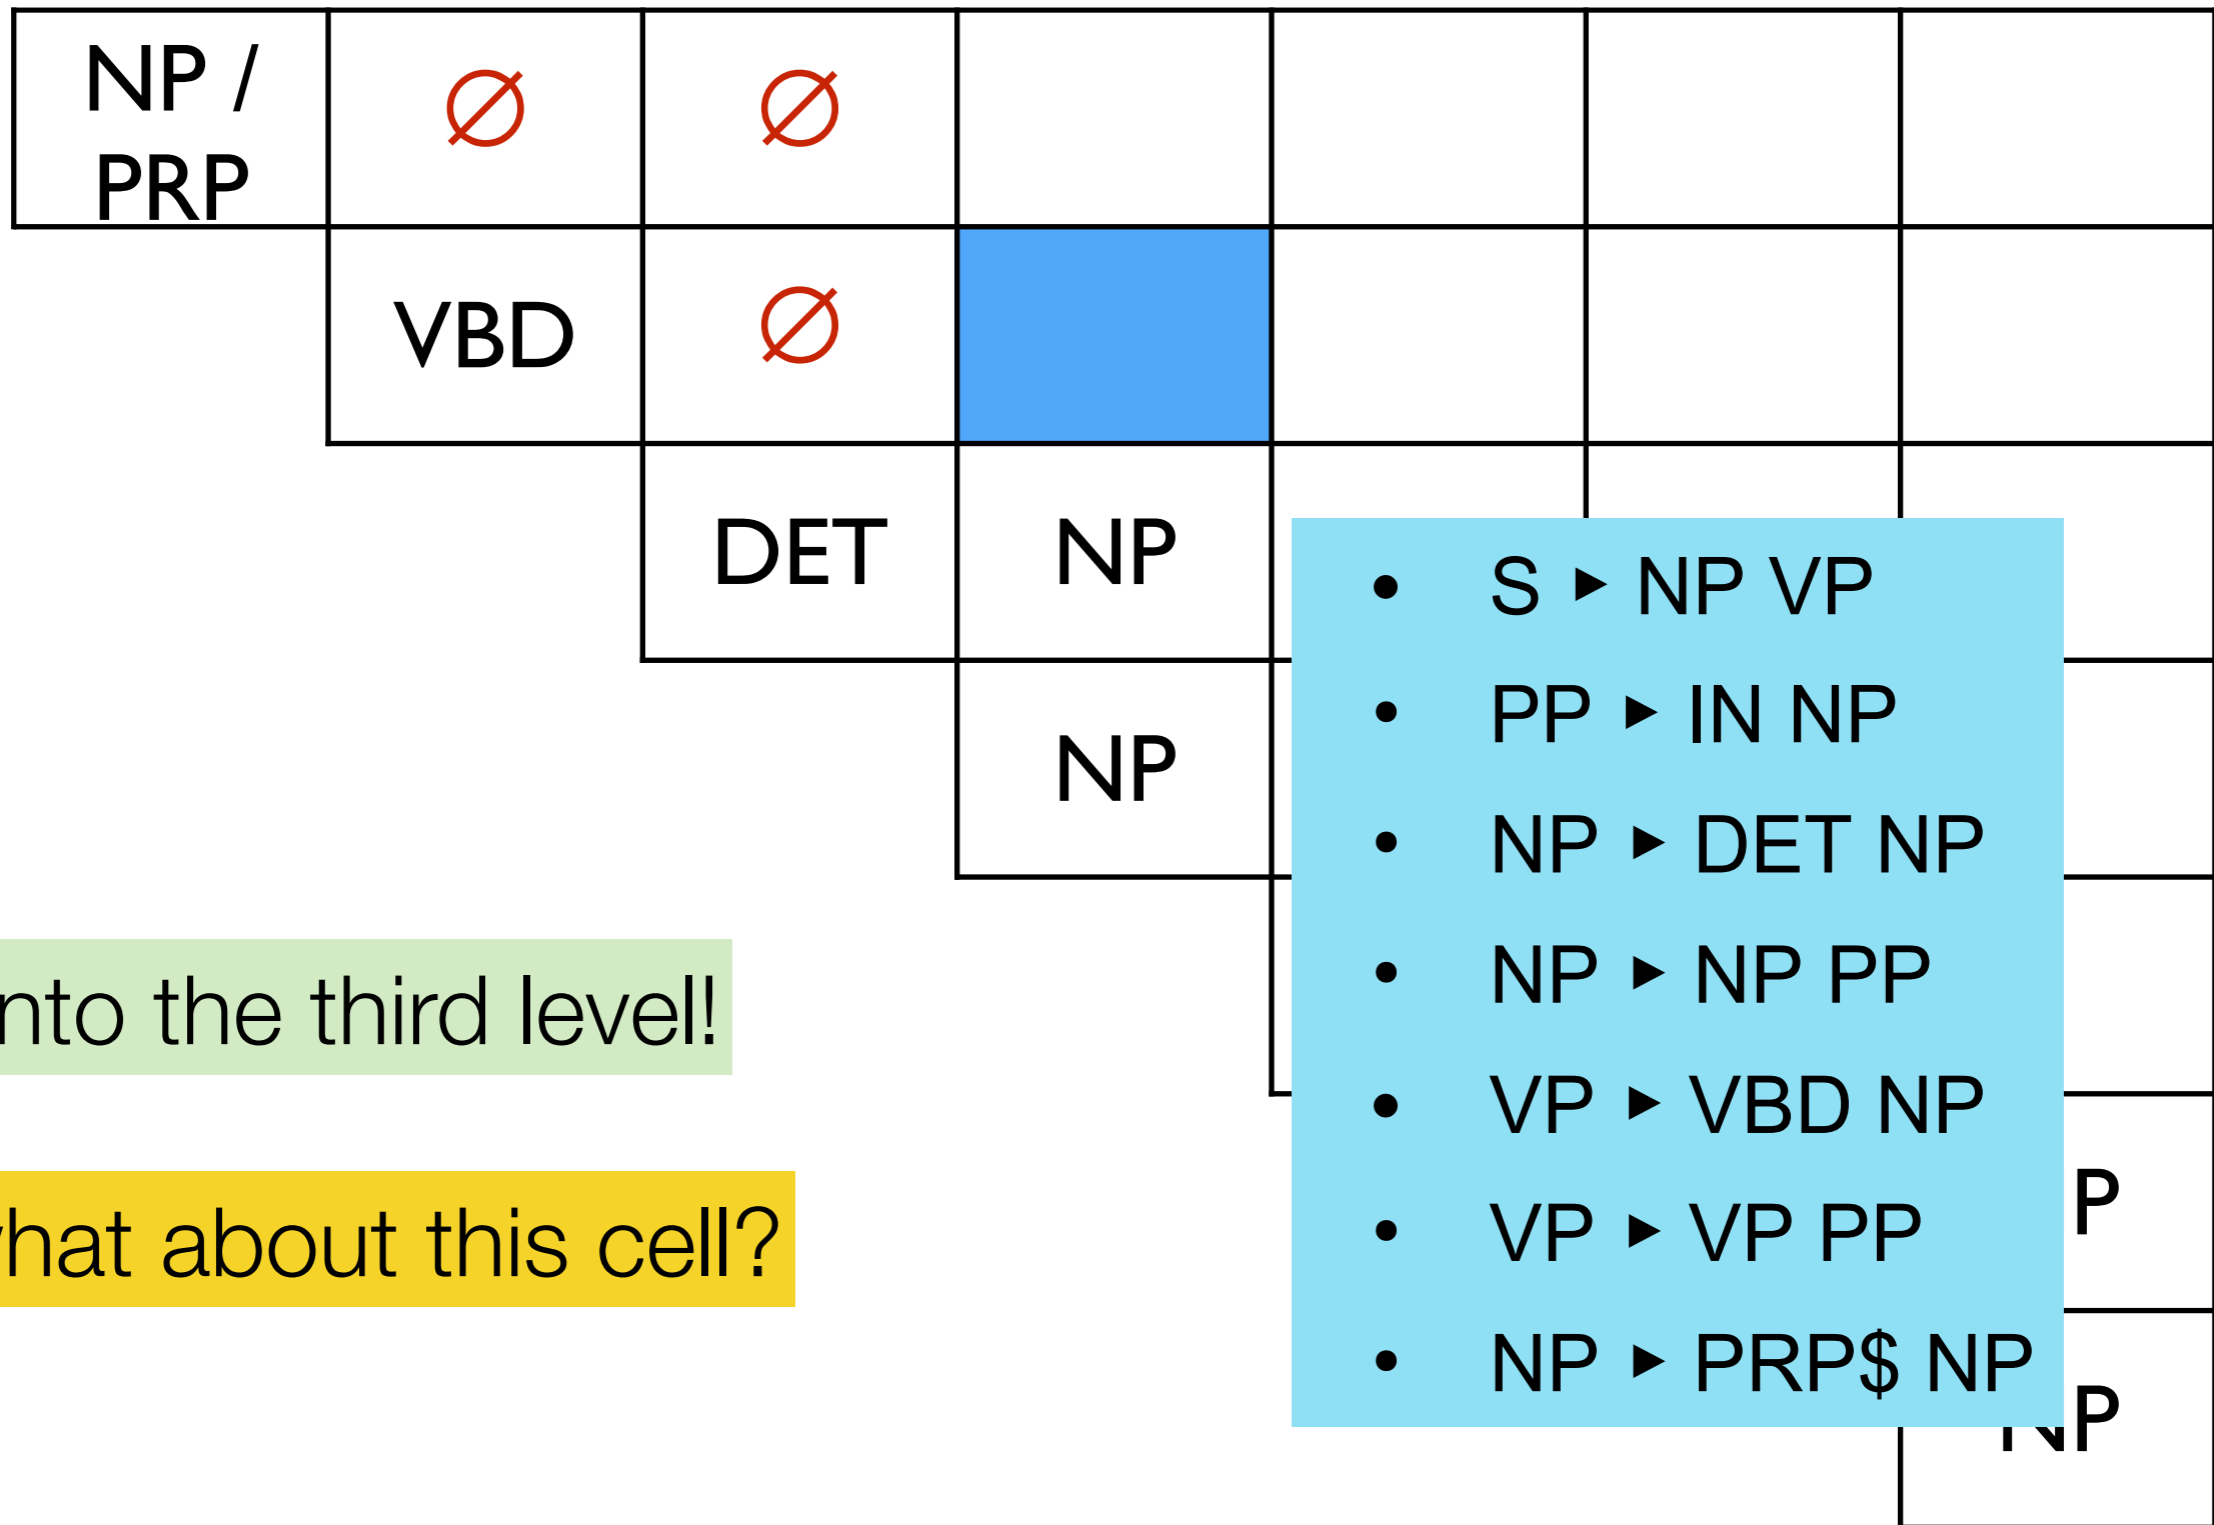 NP / ∅ ∅
PRP
VBD ∅
DET NP
NP
• S ▸ NP VP
• PP ▸ IN NP
• NP ▸ DET NP
• NP ▸ NP PP
• VP ▸ VBD NP
• VP ▸ VP PP
• NP ▸ PRP$ NP
P
NP
nto the third level!
hat about this cell?